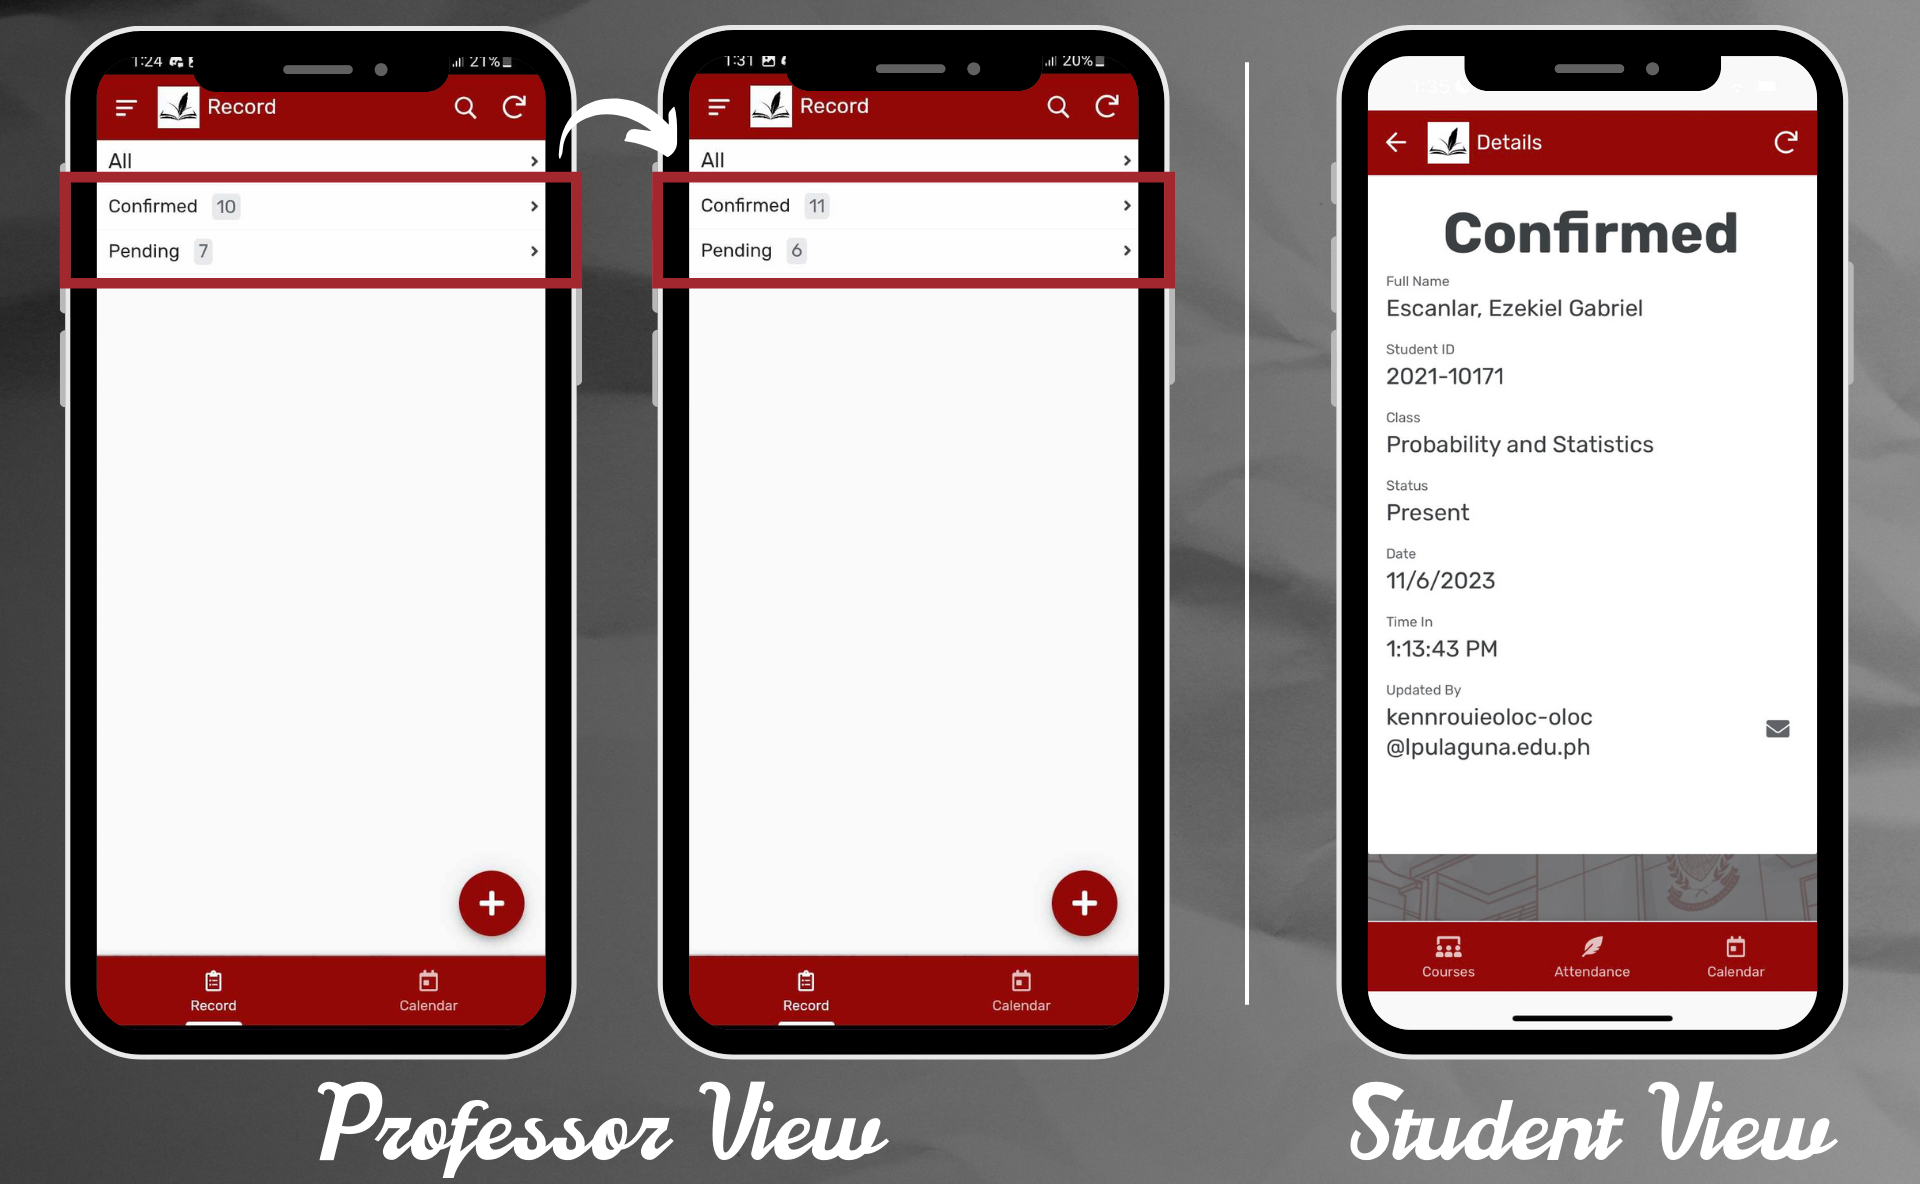 1:24
21%
Record
All
Confirmed 10
Pending 7
Record
Calendar
1:31
20%
Record
All
Confirmed 11
Pending 6
Record
Calendar
Professor View
1:35
Details
Confirmed
Full Name
Escanlar, Ezekiel Gabriel
Student ID
2021-10171
Class
Probability and Statistics
Status
Present
Date
11/6/2023
Time In
1:13:43 PM
Updated By
kennrouieoloc-oloc
@lpulaguna.edu.ph
Courses
Attendance
Calendar
Student View